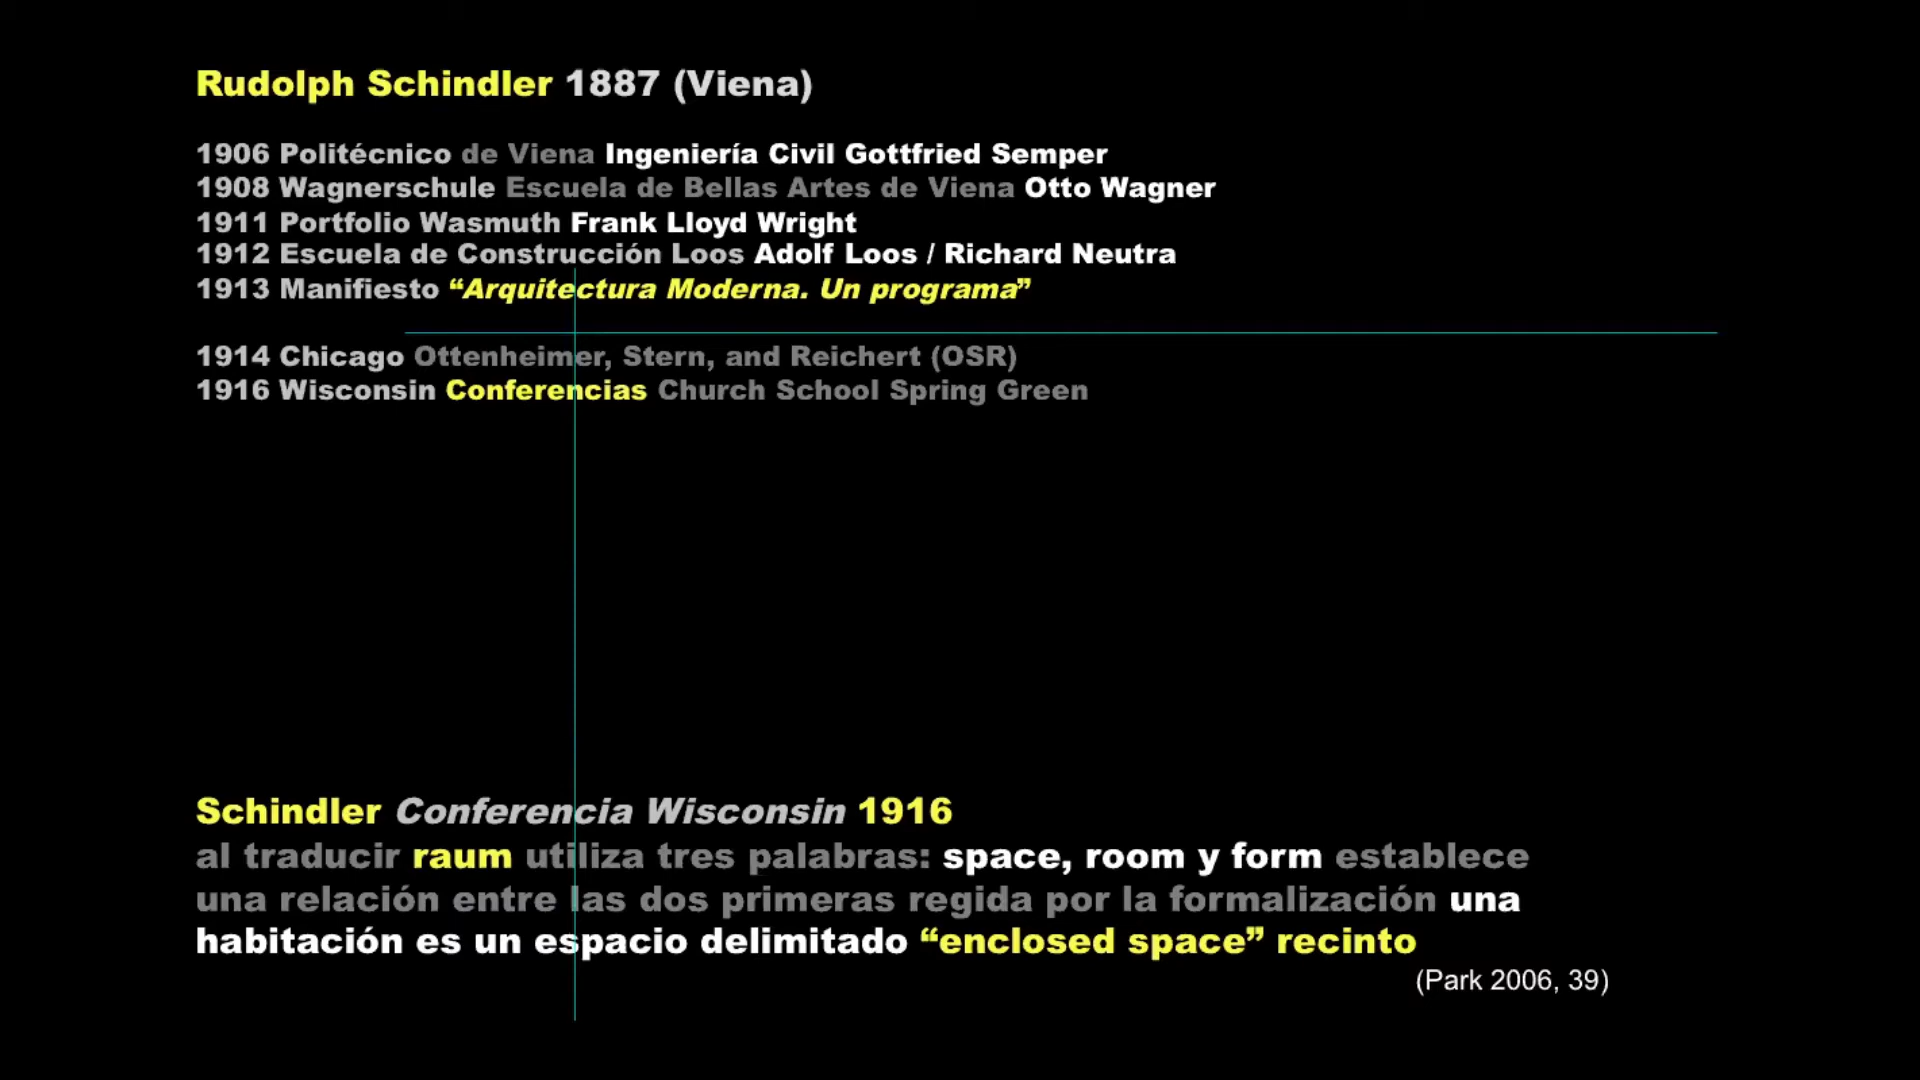 Rudolph Schindler 1887 (Viena)
1906 Politécnico de Viena Ingeniería Civil Gottfried Semper
1908 Wagnerschule Escuela de Bellas Artes de Viena Otto Wagner
1911 Portfolio Wasmuth Frank Lloyd Wright
1912 Escuela de Construcción Loos Adolf Loos / Richard Neutra
1913 Manifiesto “Arquitectura Moderna. Un programa”
1914 Chicago Ottenheimer, Stern, and Reichert (OSR)
1916 Wisconsin Conferencias Church School Spring Green
Schindler Conferencia Wisconsin 1916
al traducir raum utiliza tres palabras: space, room y form establece
una relación entre las dos primeras regida por la formalización una
habitación es un espacio delimitado “enclosed space” recinto
(Park 2006, 39)